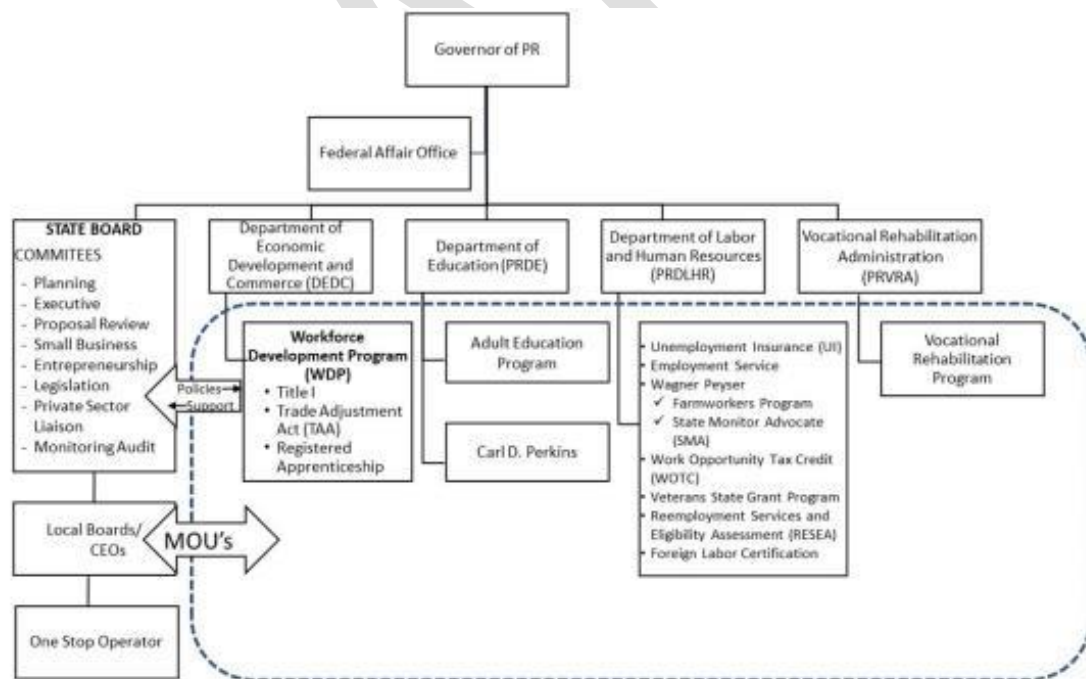 Governor of PR
Federal Affair Office
STATE BOARD
COMMITEES
- Planning
- Executive
- Proposal Review
- Small Business
- Entrepreneurship
- Legislation
- Private Sector
Liaison
- Monitoring Audit
Department of
Economic
Development and
Commerce (DEDC)
Department of
Education (PRDE)
Department of Labor
and Human Resources
(PRDLHR)
Vocational Rehabilitation
Administration
(PRVRA)
Workforce
Development Program
(WDP)
• Title I
• Trade Adjustment
Act (TAA)
• Registered
Apprenticeship
Policies
Support
Adult Education
Program
Carl D. Perkins
• Unemployment Insurance (UI)
• Employment Service
• Wagner Peyser
✓ Farmworkers Program
✓ State Monitor Advocate
(SMA)
• Work Opportunity Tax Credit
(WOTC)
• Veterans State Grant Program
• Reemployment Services and
Eligibility Assessment (RESEA)
• Foreign Labor Certification
Vocational
Rehabilitation
Program
Local Boards/
CEOs
MOU's
One Stop Operator